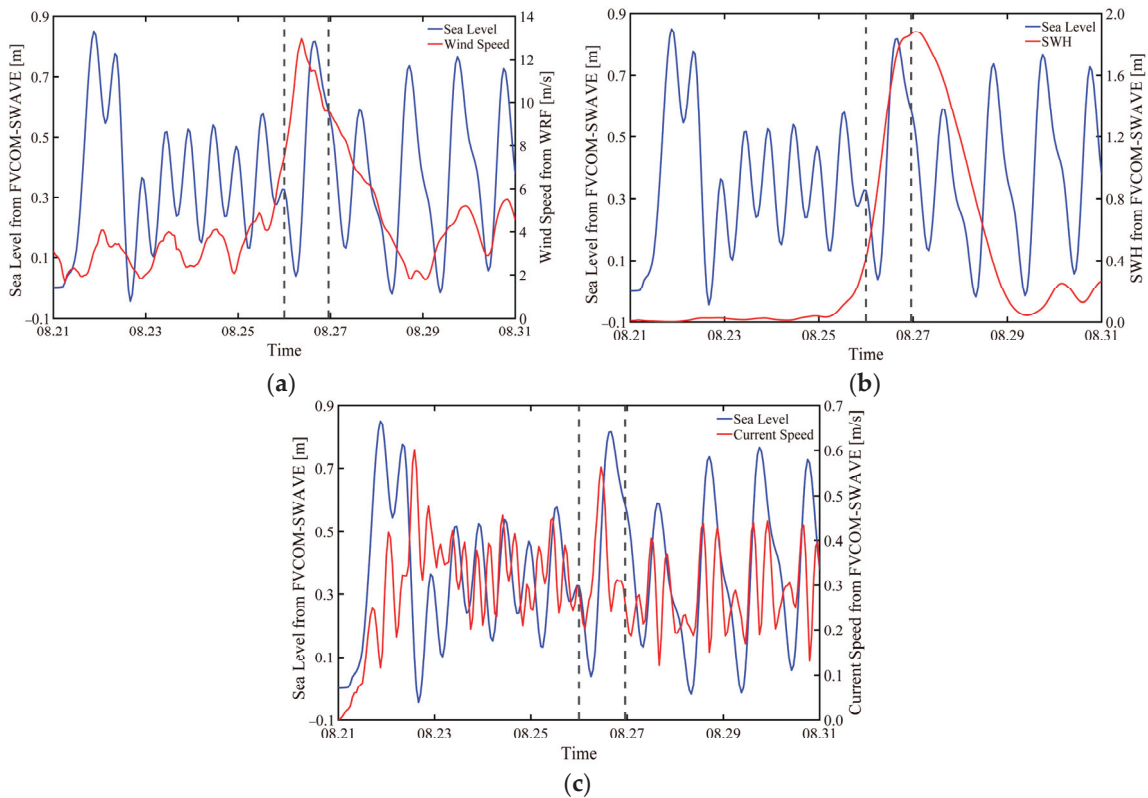 0.9
0.7
0.5
0.3
0.1
–0.1
Sea Level from FVCOM-SWAVE [m]
Sea Level
Wind Speed
14
12
10
8
6
4
2
0
Wind Speed from WRF [m/s]
08.21 08.23 08.25 08.27 08.29 08.31
Time
(a)
0.9
0.7
0.5
0.3
0.1
–0.1
Sea Level from FVCOM-SWAVE [m]
Sea Level
SWH
2.0
1.6
1.2
0.8
0.4
0.0
SWH from FVCOM-SWAVE [m]
08.21 08.23 08.25 08.27 08.29 08.31
Time
(b)
0.9
0.7
0.5
0.3
0.1
–0.1
Sea Level from FVCOM-SWAVE [m]
Sea Level
Current Speed
0.7
0.6
0.5
0.4
0.3
0.2
0.1
0.0
Current Speed from FVCOM-SWAVE [m/s]
08.21 08.23 08.25 08.27 08.29 08.31
Time
(c)